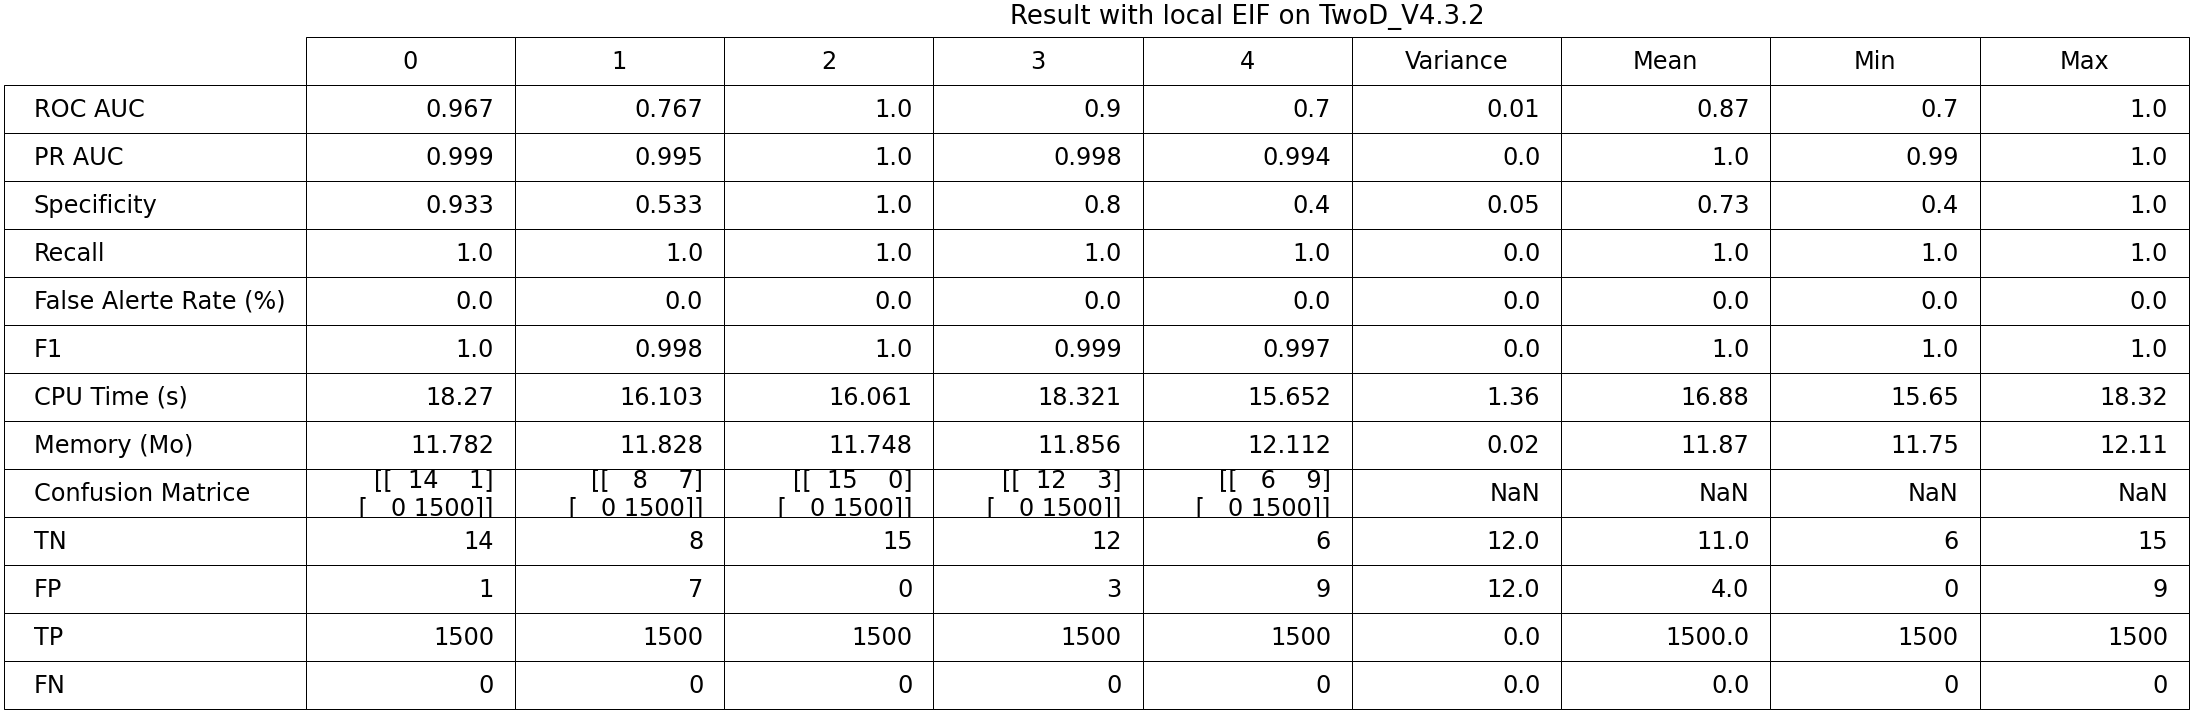 Result with local EIF on TwoD_V4.3.2
0 1 2 3 4 Variance Mean Min Max
ROC AUC 0.967 0.767 1.0 0.9 0.7 0.01 0.87 0.7 1.0
PR AUC 0.999 0.995 1.0 0.998 0.994 0.0 1.0 0.99 1.0
Specificity 0.933 0.533 1.0 0.8 0.4 0.05 0.73 0.4 1.0
Recall 1.0 1.0 1.0 1.0 1.0 0.0 1.0 1.0 1.0
False Alerte Rate (%) 0.0 0.0 0.0 0.0 0.0 0.0 0.0 0.0 0.0
F1 1.0 0.998 1.0 0.999 0.997 0.0 1.0 1.0 1.0
CPU Time (s) 18.27 16.103 16.061 18.321 15.652 1.36 16.88 15.65 18.32
Memory (Mo) 11.782 11.828 11.748 11.856 12.112 0.02 11.87 11.75 12.11
[[ 14 1] [[ 8 7] [[ 15 0] [[ 12 3] [[ 6 9]
Confusion Matrice NaN NaN NaN NaN
[ 0 1500]] [ 0 1500]] [ 0 1500]] [ 0 1500]] [ 0 1500]]
TN 14 8 15 12 6 12.0 11.0 6 15
FP 1 7 0 3 9 12.0 4.0 0 9
TP 1500 1500 1500 1500 1500 0.0 1500.0 1500 1500
FN 0 0 0 0 0 0.0 0.0 0 0